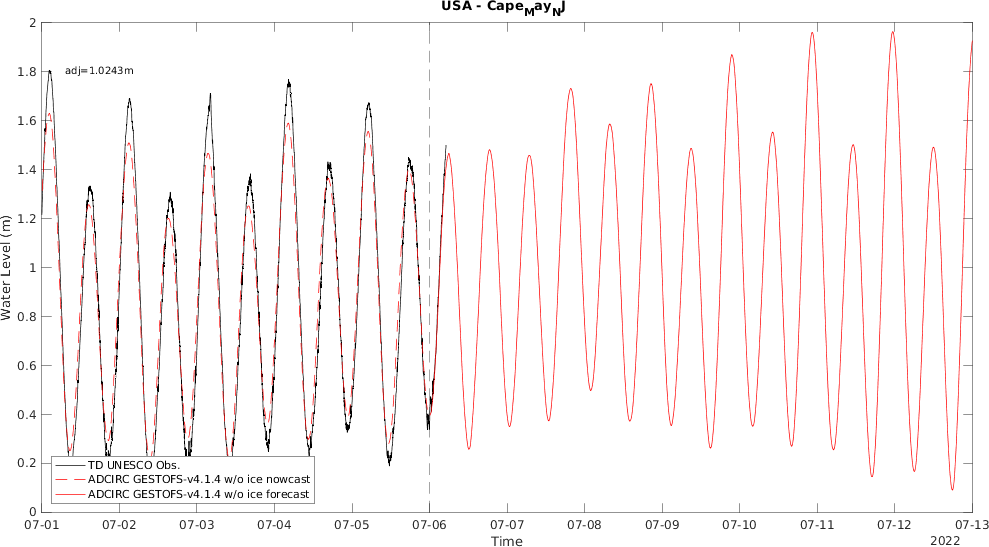 USA - Cape_May_NJ
2
1.8
1.6
1.4
1.2
1
0.8
0.6
0.4
0.2
0
Water Level (m)
adj=1.0243m
TD UNESCO Obs.
ADCIRC GESTOFS-v4.1.4 w/o ice nowcast
ADCIRC GESTOFS-v4.1.4 w/o ice forecast
07-01 07-02 07-03 07-04 07-05 07-06 07-07 07-08 07-09 07-10 07-11 07-12 07-13
Time
2022